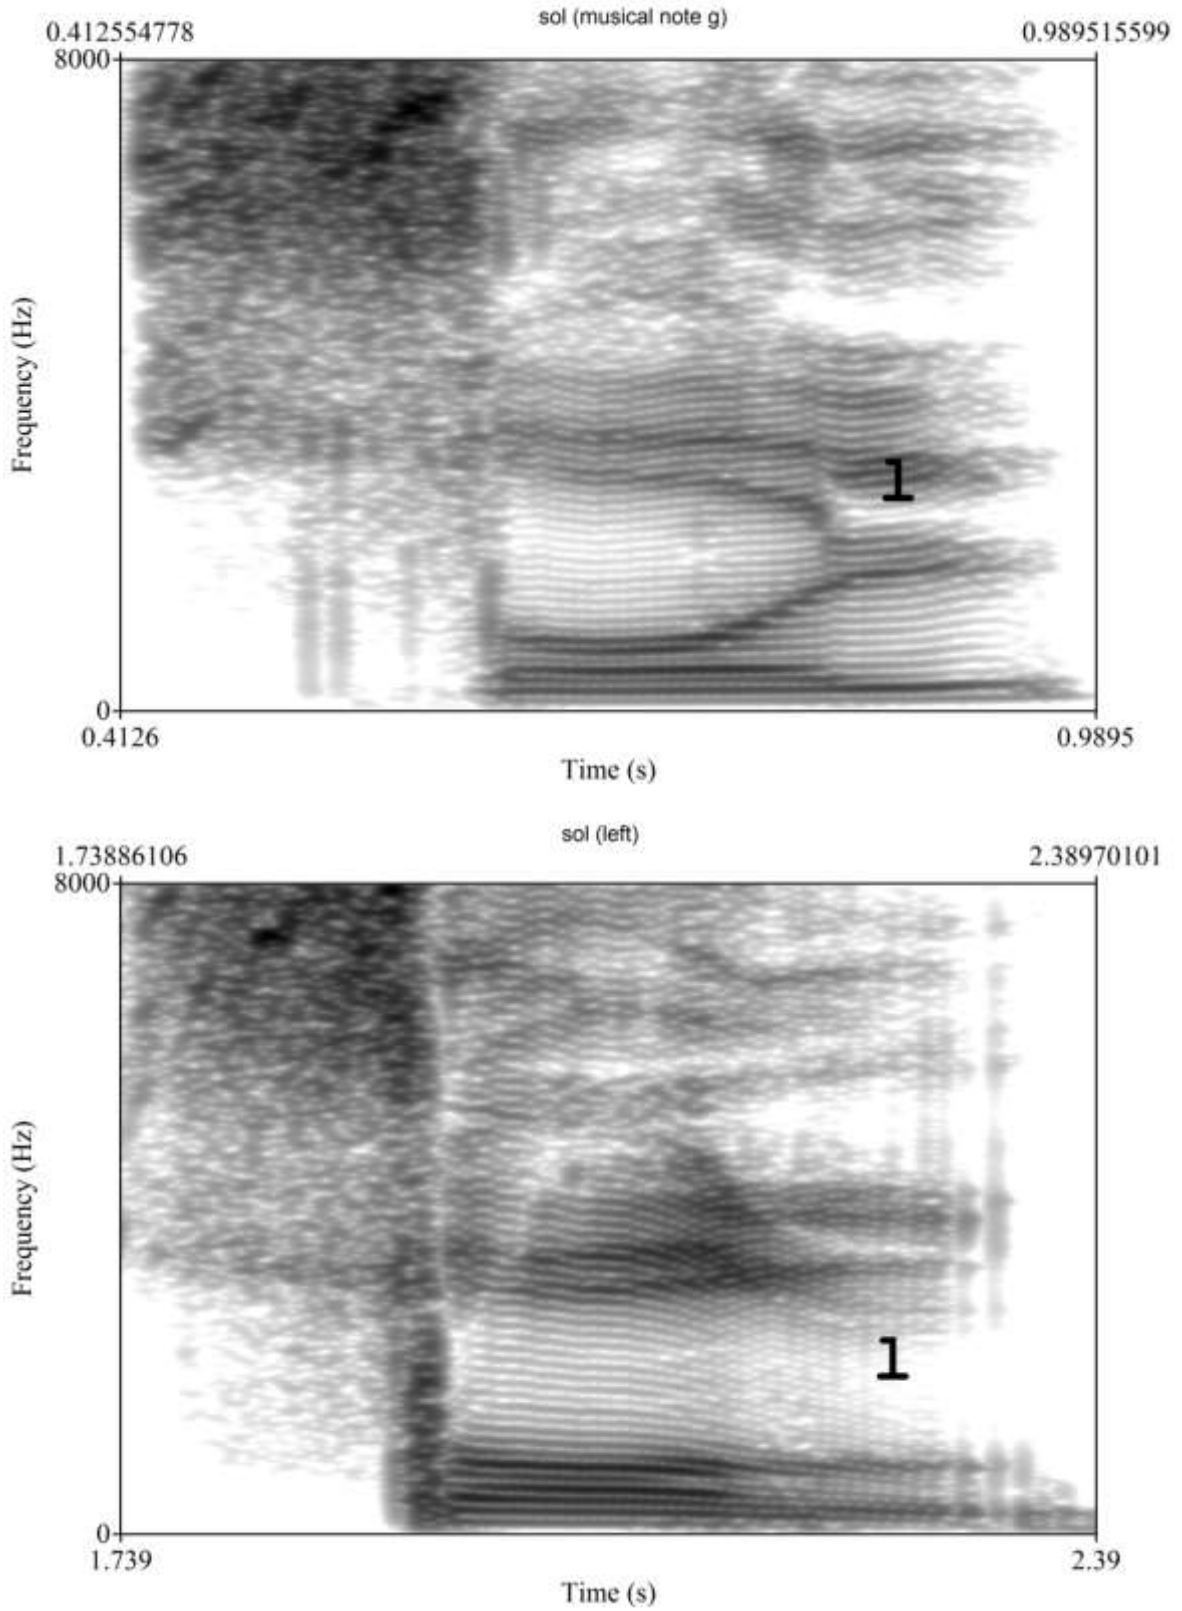 sol (musical note g)
0.412554778 0.989515599
8000
Frequency (Hz)
1
0
0.4126 0.9895
Time (s)
sol (left)
1.73886106 2.38970101
8000
Frequency (Hz)
1
0
1.739 2.39
Time (s)